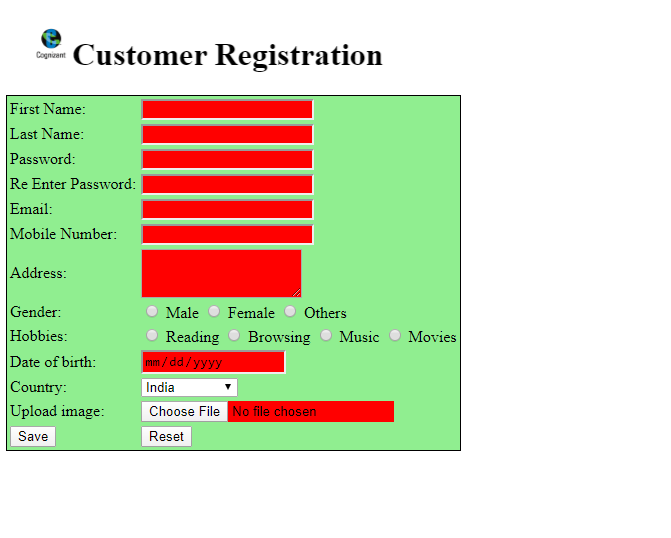 Cognizant
Customer Registration
First Name:
Last Name:
Password:
Re Enter Password:
Email:
Mobile Number:
Address:
Gender: Male Female Others
Hobbies: Reading Browsing Music Movies
Date of birth: mm/dd/yyyy
Country: India
Upload image: Choose File No file chosen
Save Reset